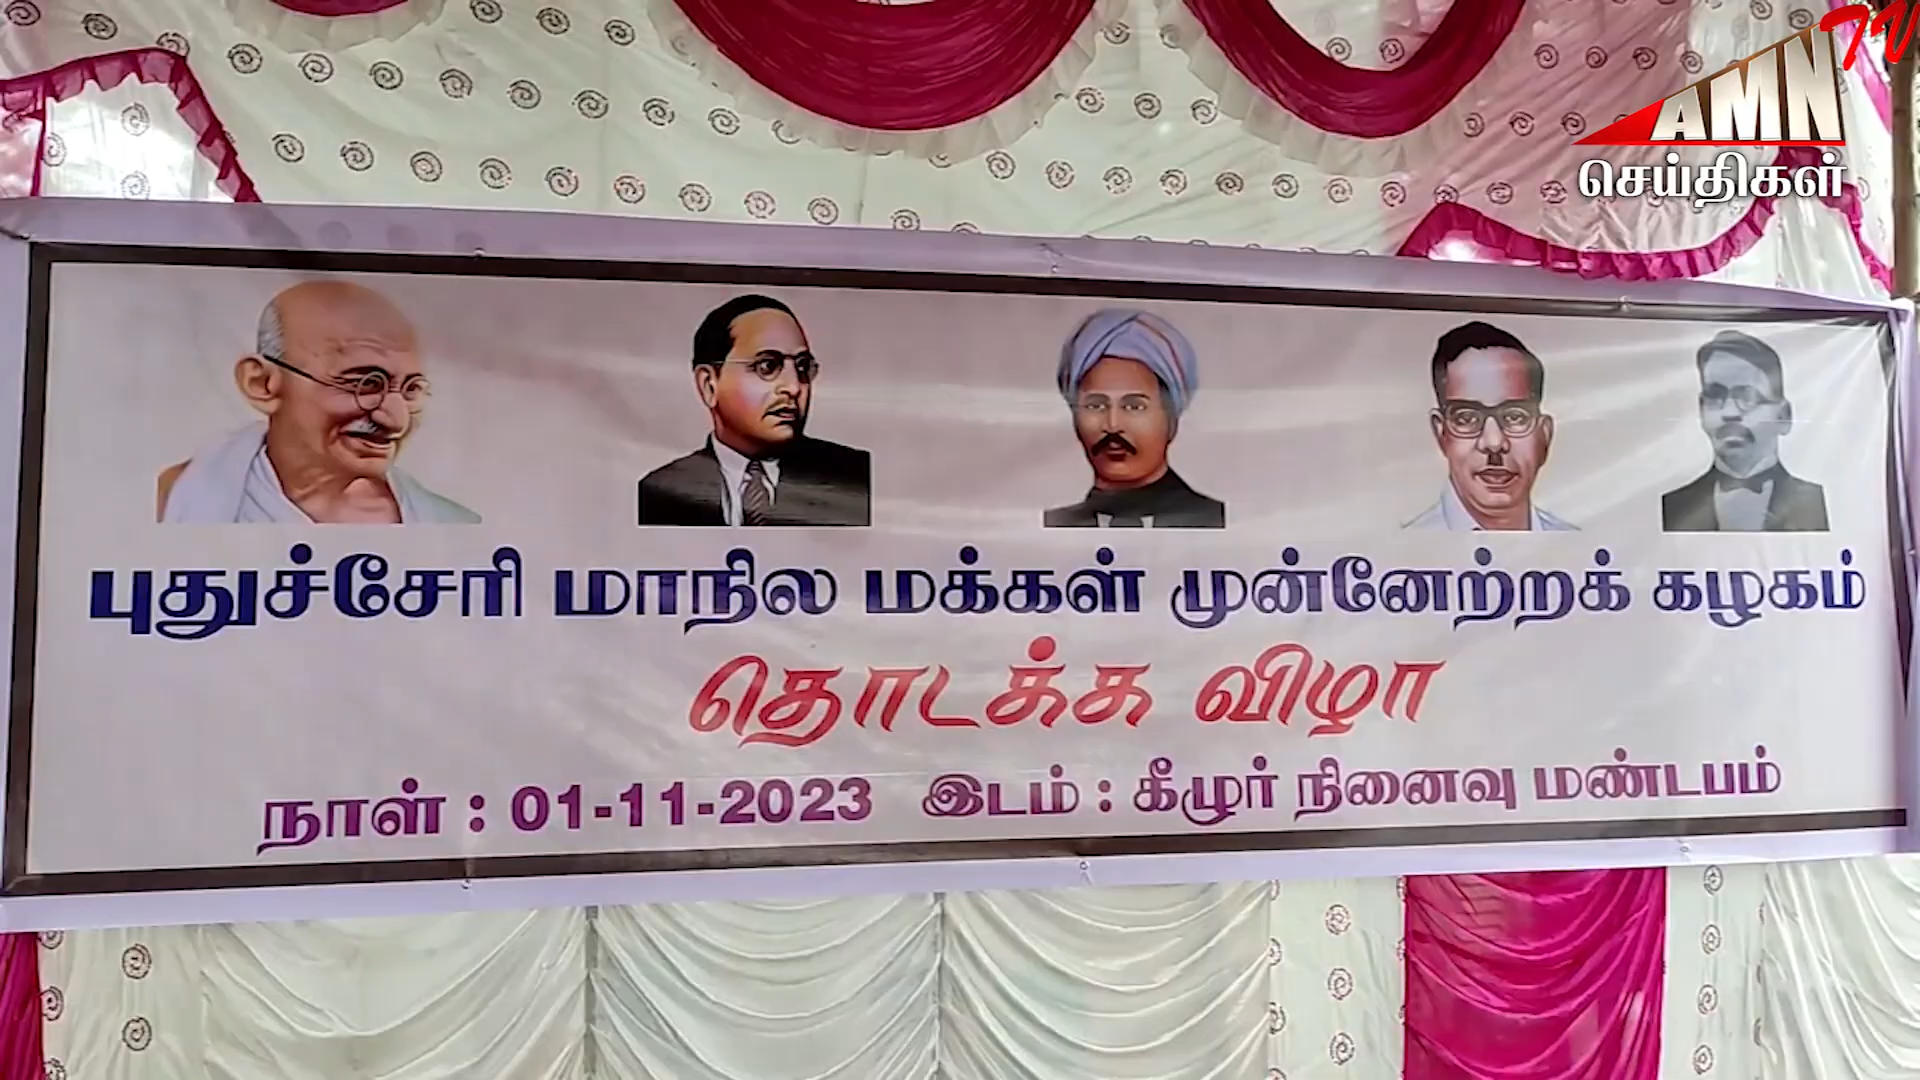 AMN TV
செய்திகள்
புதுச்சேரி மாநில மக்கள் முன்னேற்றக் கழகம்
தொடக்க விழா
நாள் : 01-11-2023 இடம் : கீழுர் நினைவு மண்டபம்